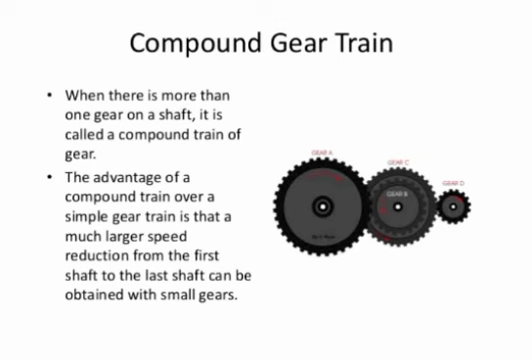 Compound Gear Train
• When there is more than
one gear on a shaft, it is
called a compound train of
gear.
• The advantage of a
compound train over a
simple gear train is that a
much larger speed
reduction from the first
shaft to the last shaft can be
obtained with small gears.
GEAR A
GEAR C
GEAR B
GEAR D